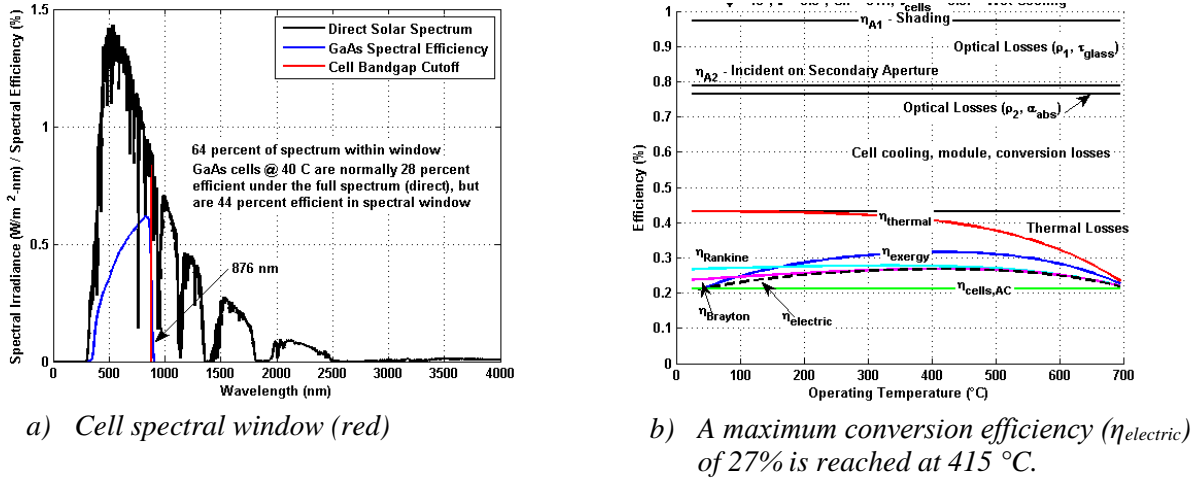 1.5
1
0.5
0
0
500
1000
1500
2000
2500
3000
3500
4000
Spectral Irradiance (W/m²-nm) / Spectral Efficiency (%)
Wavelength (nm)
Direct Solar Spectrum
GaAs Spectral Efficiency
Cell Bandgap Cutoff
64 percent of spectrum within window
GaAs cells @ 40 C are normally 28 percent
efficient under the full spectrum (direct), but
are 44 percent efficient in spectral window
876 nm
a) Cell spectral window (red)
cells
1
0.9
0.8
0.7
0.6
0.5
0.4
0.3
0.2
0.1
0
0
100
200
300
400
500
600
700
Efficiency (%)
Operating Temperature (°C)
ηA1 - Shading
Optical Losses (ρ1, τglass)
ηA2 - Incident on Secondary Aperture
Optical Losses (ρ2, αabs)
Cell cooling, module, conversion losses
ηthermal
Thermal Losses
ηRankine
ηexergy
ηcells,AC
ηBrayton
ηelectric
b) A maximum conversion efficiency (ηelectric)
of 27% is reached at 415 °C.